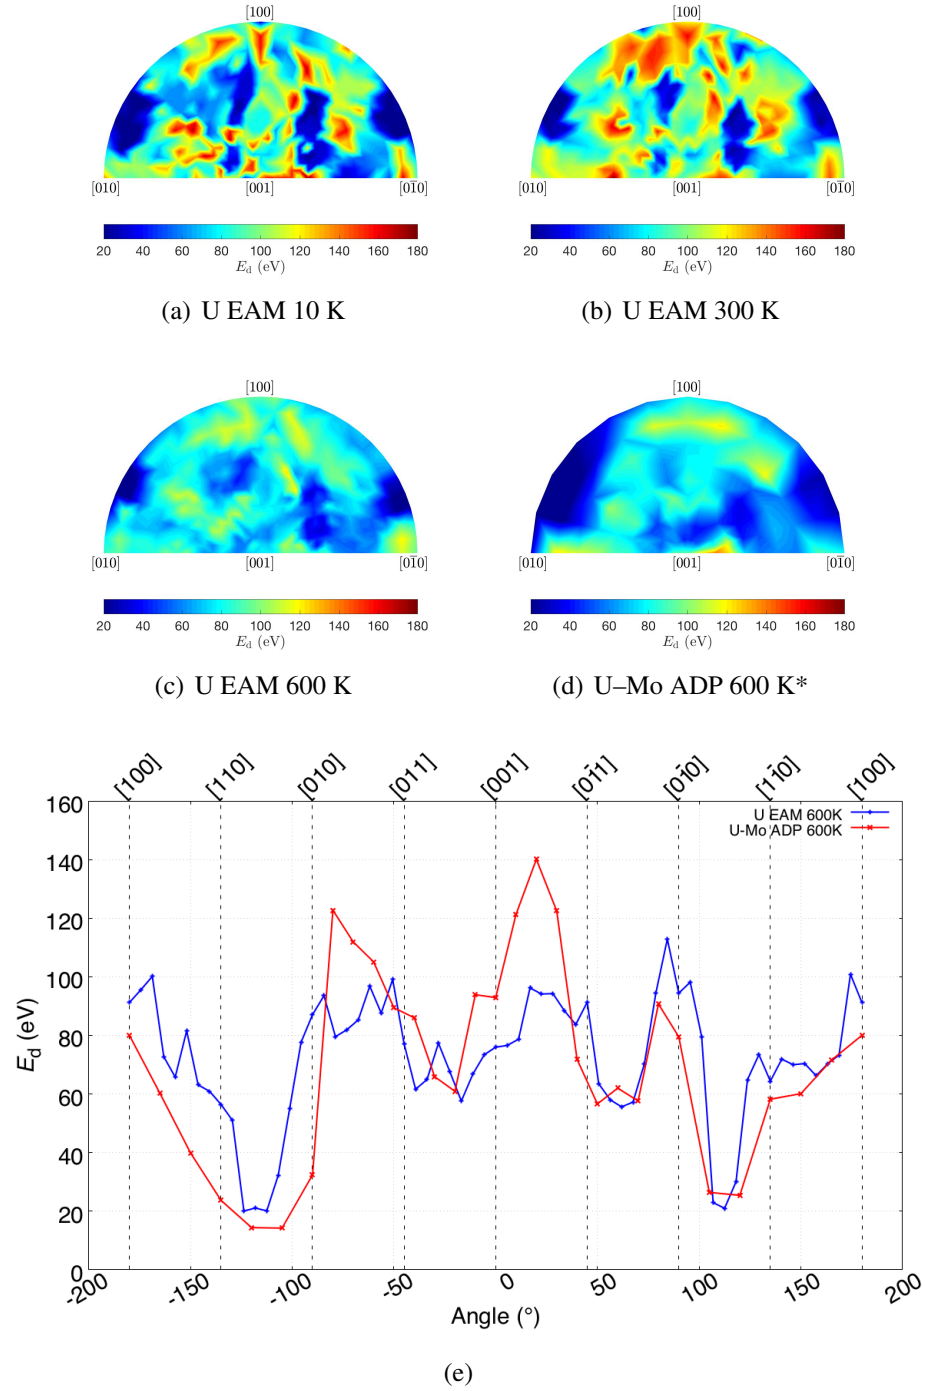 [100] [100]
[010] [001] [01̅0] [010] [001] [01̅0]
20 40 60 80 100 120 140 160 180 20 40 60 80 100 120 140 160 180
E_d (eV) E_d (eV)
(a) U EAM 10 K (b) U EAM 300 K
[100] [100]
[010] [001] [01̅0] [010] [001] [01̅0]
20 40 60 80 100 120 140 160 180 20 40 60 80 100 120 140 160 180
E_d (eV) E_d (eV)
(c) U EAM 600 K (d) U–Mo ADP 600 K*
[100] [110] [010] [011] [001] [01̅1] [01̅0] [11̅0] [100]
U EAM 600K
U-Mo ADP 600K
160
140
120
100
80
60
40
20
0
E_d (eV)
-200 -150 -100 -50 0 50 100 150 200
Angle (°)
(e)